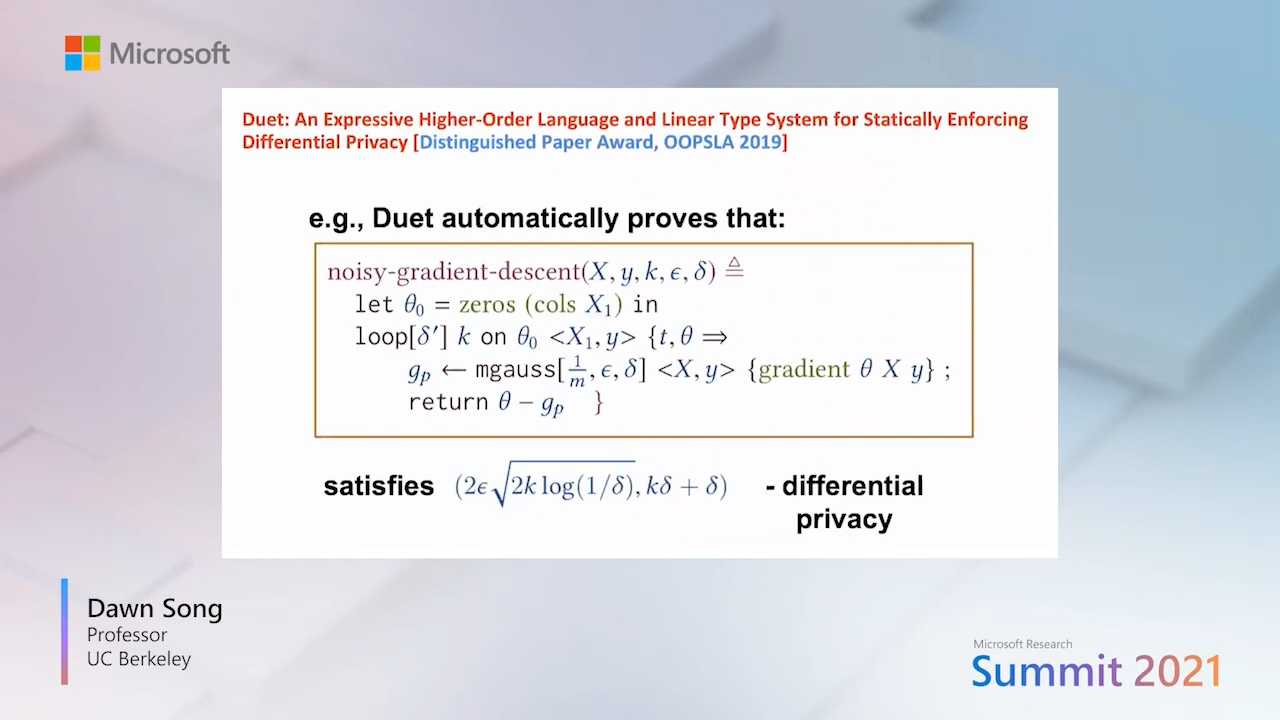 Microsoft
Duet: An Expressive Higher-Order Language and Linear Type System for Statically Enforcing
Differential Privacy [Distinguished Paper Award, OOPSLA 2019]
e.g., Duet automatically proves that:
noisy-gradient-descent(X, y, k, ϵ, δ) ≜
let θ₀ = zeros (cols X₁) in
loop[δ′] k on θ₀ <X₁, y> {t, θ ⇒
gₚ ← mgauss[1/m, ϵ, δ] <X, y> {gradient θ X y} ;
return θ − gₚ }
satisfies (2ϵ√2k log(1/δ), kδ + δ) - differential
privacy
Dawn Song
Professor
UC Berkeley
Microsoft Research
Summit 2021